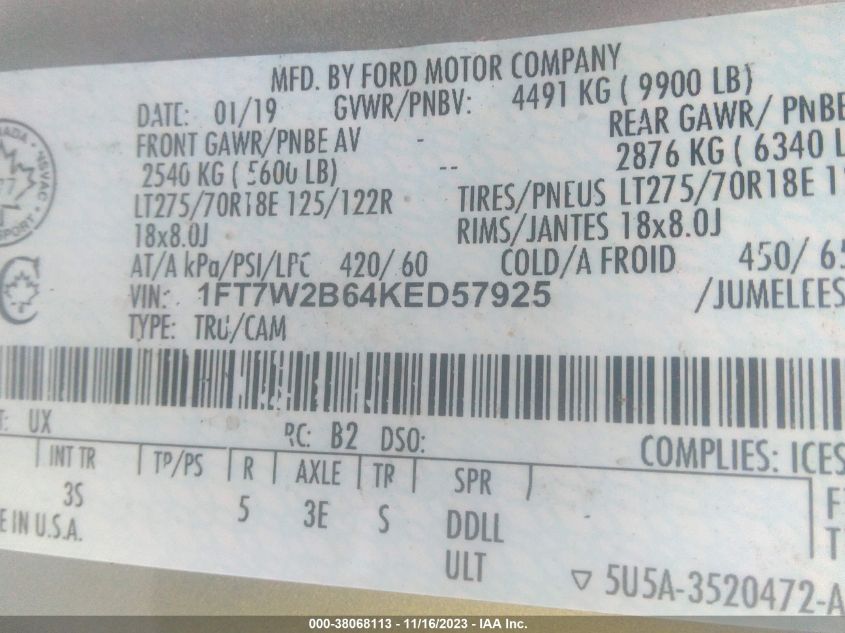 MFD. BY FORD MOTOR COMPANY
DATE: 01/19 GVWR/PNBV: 4491 KG ( 9900 LB)
FRONT GAWR/PNBE AV - REAR GAWR/ PNBE
2540 KG ( 5600 LB) -- 2876 KG ( 6340 L
LT275/70R18E 125/122R TIRES/PNEUS LT275/70R18E 12
18x8.0J RIMS/JANTES 18x8.0J
AT/A kPa/PSI/LPC 420/ 60 COLD/A FROID 450/ 65
VIN: 1FT7W2B64KED57925 /JUMELEES
TYPE: TRU/CAM
T: UX RC: B2 DSO:
COMPLIES: ICES
INT TR TP/PS R AXLE TR SPR
3S 5 3E S DDLL
E IN U.S.A. ULT
▽ 5U5A-3520472-A
000-38068113 - 11/16/2023 - IAA Inc.